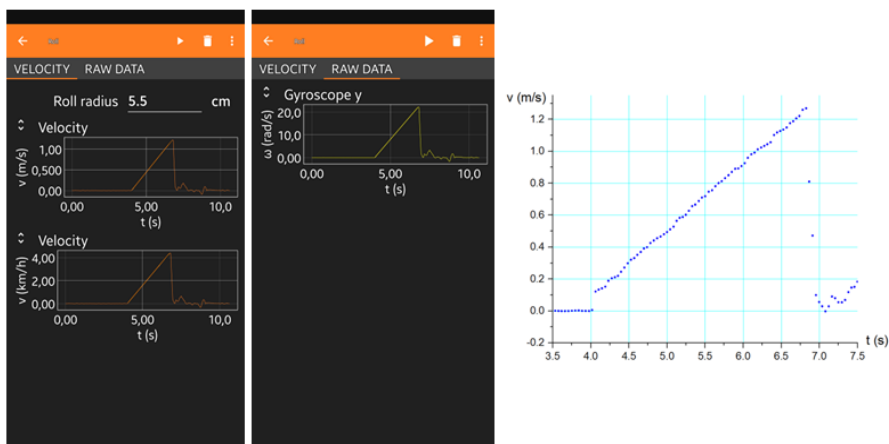 VELOCITY RAW DATA
Roll radius 5.5 cm
Velocity
v (m/s)
1,00
0,500
0,00
0,00 5,00 10,0
t (s)
Velocity
v (km/h)
4,00
2,00
0,00
0,00 5,00 10,0
t (s)
VELOCITY RAW DATA
Gyroscope y
ω (rad/s)
20,0
10,0
0,00
0,00 5,00 10,0
t (s)
v (m/s)
1.2
1.0
0.8
0.6
0.4
0.2
0.0
-0.2
3.5 4.0 4.5 5.0 5.5 6.0 6.5 7.0 7.5
t (s)